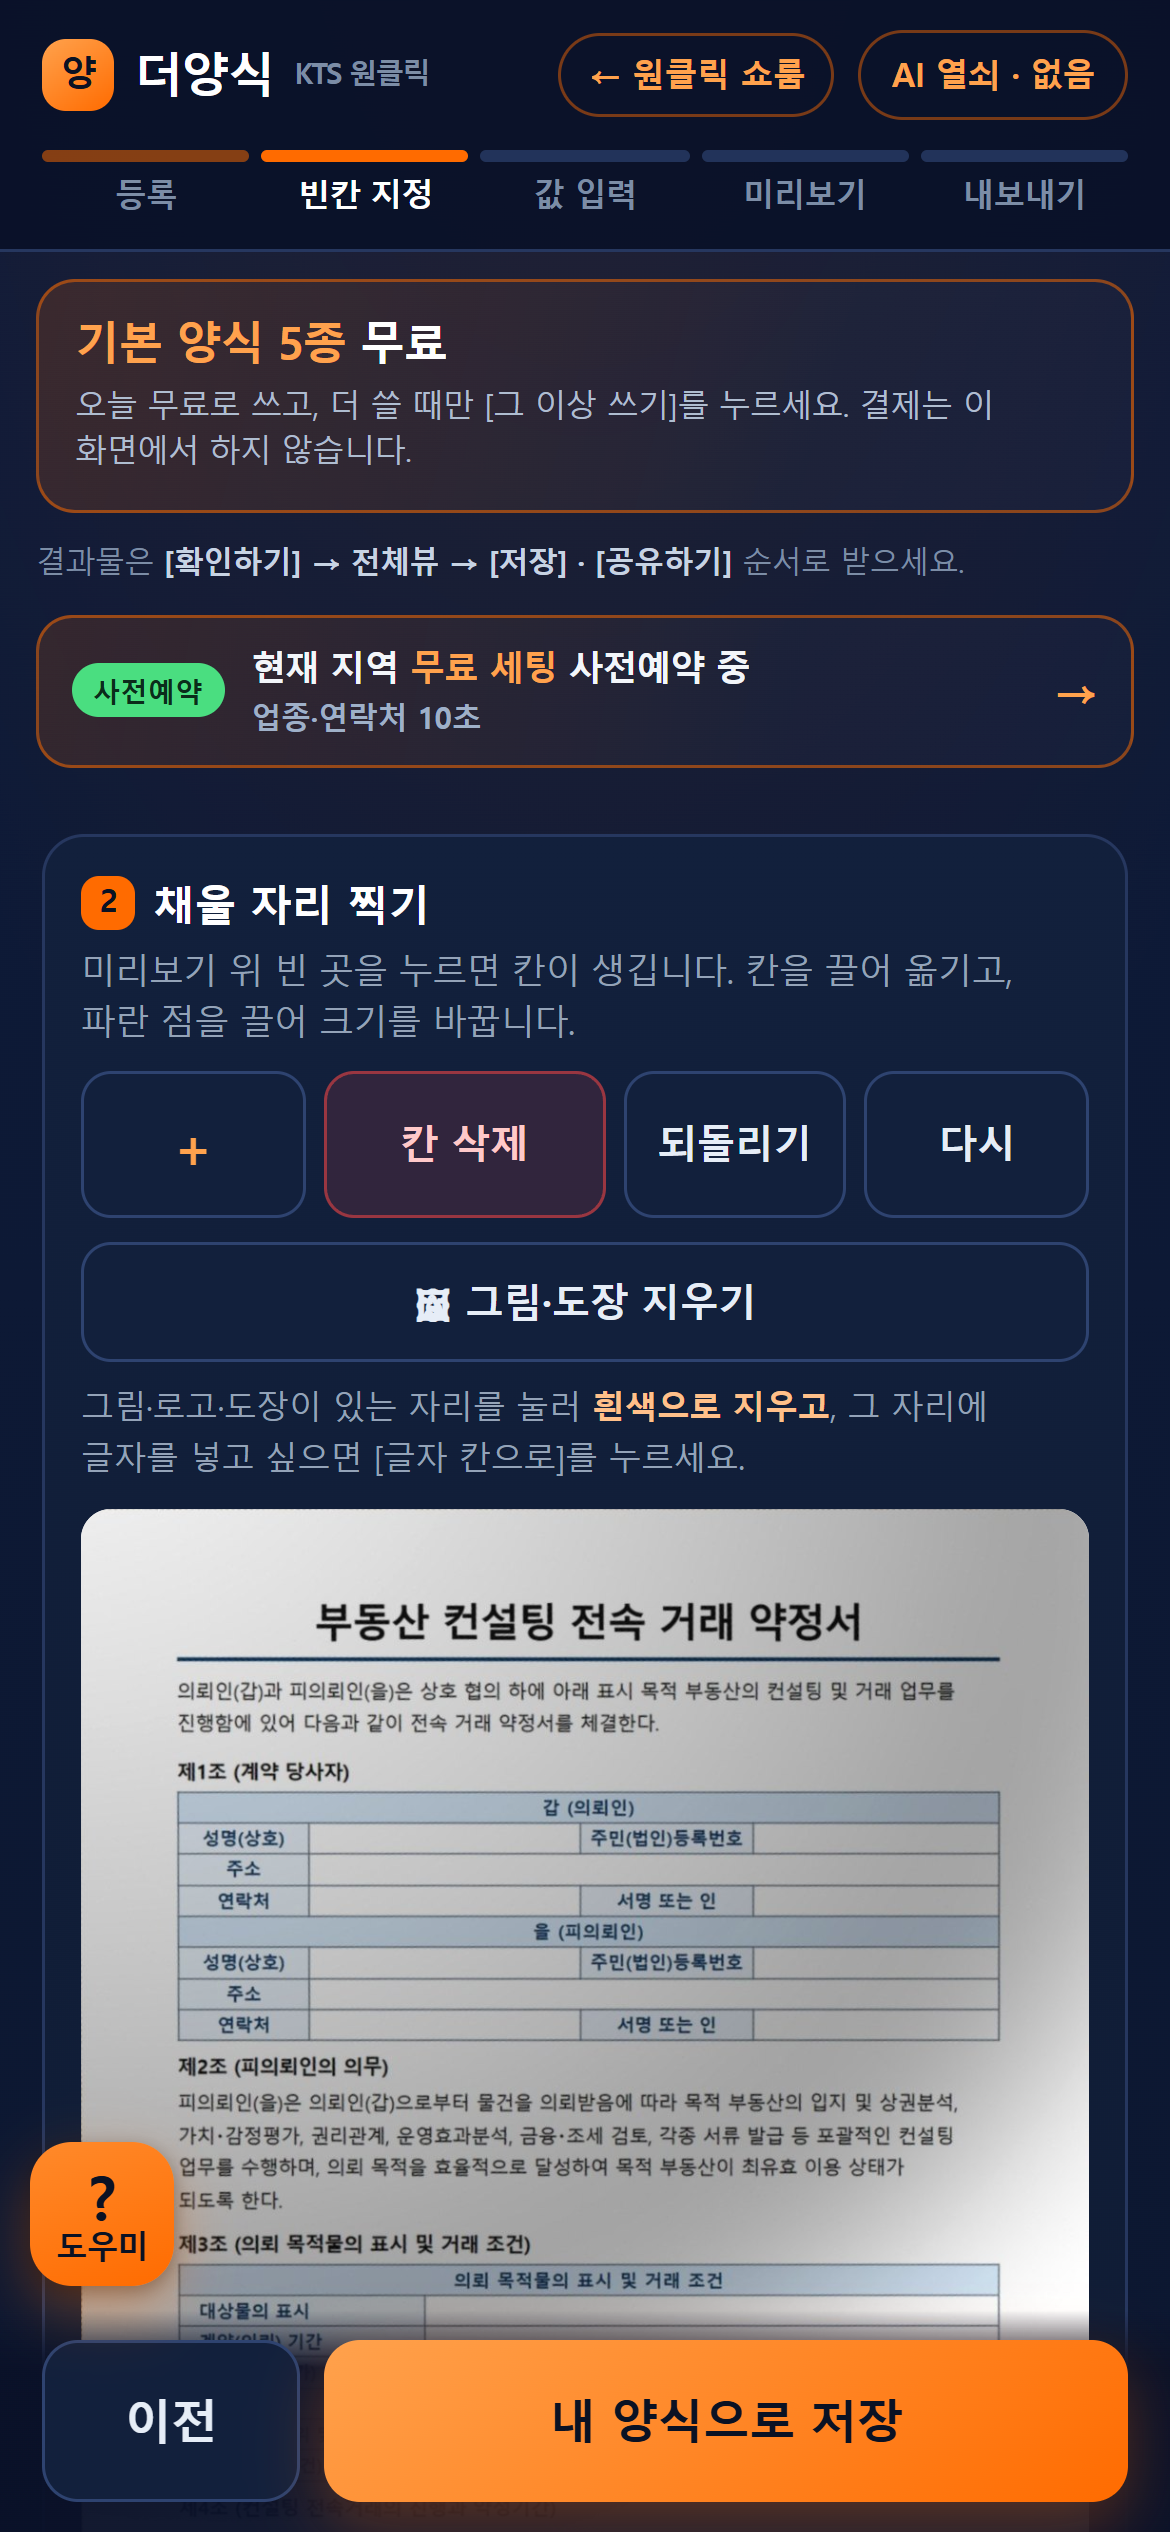 양 더양식 KTS 원클릭 ← 원클릭 쇼룸 AI 열쇠 · 없음
등록 빈칸 지정 값 입력 미리보기 내보내기
기본 양식 5종 무료
오늘 무료로 쓰고, 더 쓸 때만 [그 이상 쓰기]를 누르세요. 결제는 이
화면에서 하지 않습니다.
결과물은 [확인하기] → 전체뷰 → [저장] · [공유하기] 순서로 받으세요.
사전예약 현재 지역 무료 세팅 사전예약 중 →
업종·연락처 10초
2 채울 자리 찍기
미리보기 위 빈 곳을 누르면 칸이 생깁니다. 칸을 끌어 옮기고,
파란 점을 끌어 크기를 바꿉니다.
+ 칸 삭제 되돌리기 다시
그림·도장 지우기
그림·로고·도장이 있는 자리를 눌러 흰색으로 지우고, 그 자리에
글자를 넣고 싶으면 [글자 칸으로]를 누르세요.
부동산 컨설팅 전속 거래 약정서
의뢰인(갑)과 피의뢰인(을)은 상호 협의 하에 아래 표시 목적 부동산의 컨설팅 및 거래 업무를
진행함에 있어 다음과 같이 전속 거래 약정서를 체결한다.
제1조 (계약 당사자)
갑 (의뢰인)
성명(상호) 주민(법인)등록번호
주소
연락처 서명 또는 인
을 (피의뢰인)
성명(상호) 주민(법인)등록번호
주소
연락처 서명 또는 인
제2조 (피의뢰인의 의무)
피의뢰인(을)은 의뢰인(갑)으로부터 물건을 의뢰받음에 따라 목적 부동산의 입지 및 상권분석,
가치·감정평가, 권리관계, 운영효과분석, 금융·조세 검토, 각종 서류 발급 등 포괄적인 컨설팅
업무를 수행하며, 의뢰 목적을 효율적으로 달성하여 목적 부동산이 최유효 이용 상태가
되도록 한다.
제3조 (의뢰 목적물의 표시 및 거래 조건)
의뢰 목적물의 표시 및 거래 조건
대상물의 표시
계약(의뢰) 기간
?
도우미
이전 내 양식으로 저장